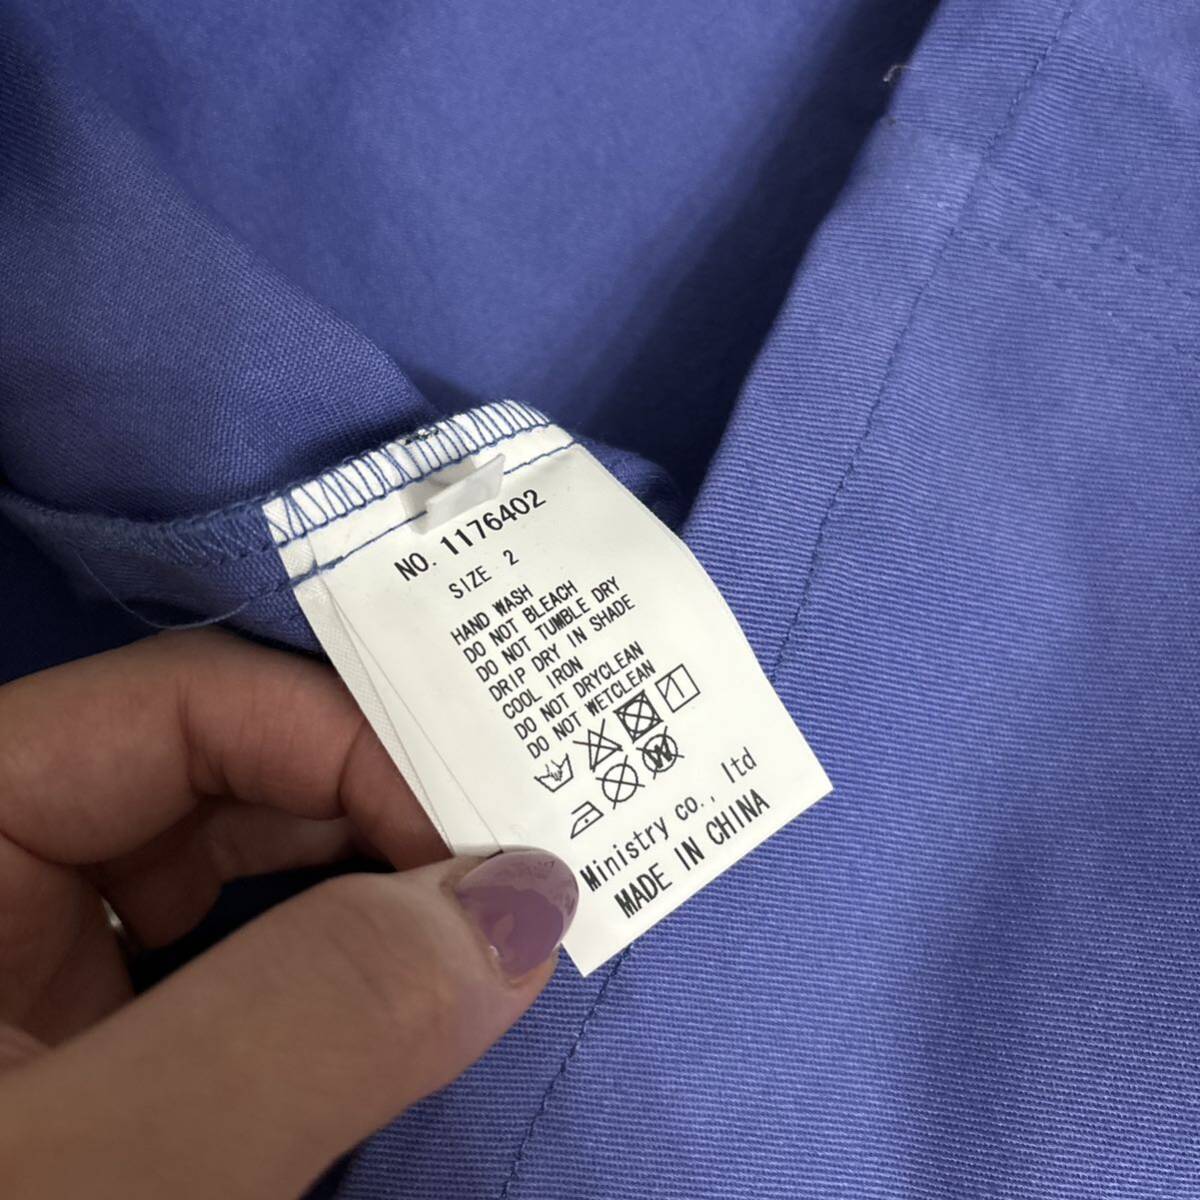 NO. 1176402
SIZE 2
HAND WASH
DO NOT BLEACH
DO NOT TUMBLE DRY
DRIP DRY IN SHADE
COOL IRON
DO NOT DRYCLEAN
DO NOT WETCLEAN
W
Ministry co., ltd
MADE IN CHINA